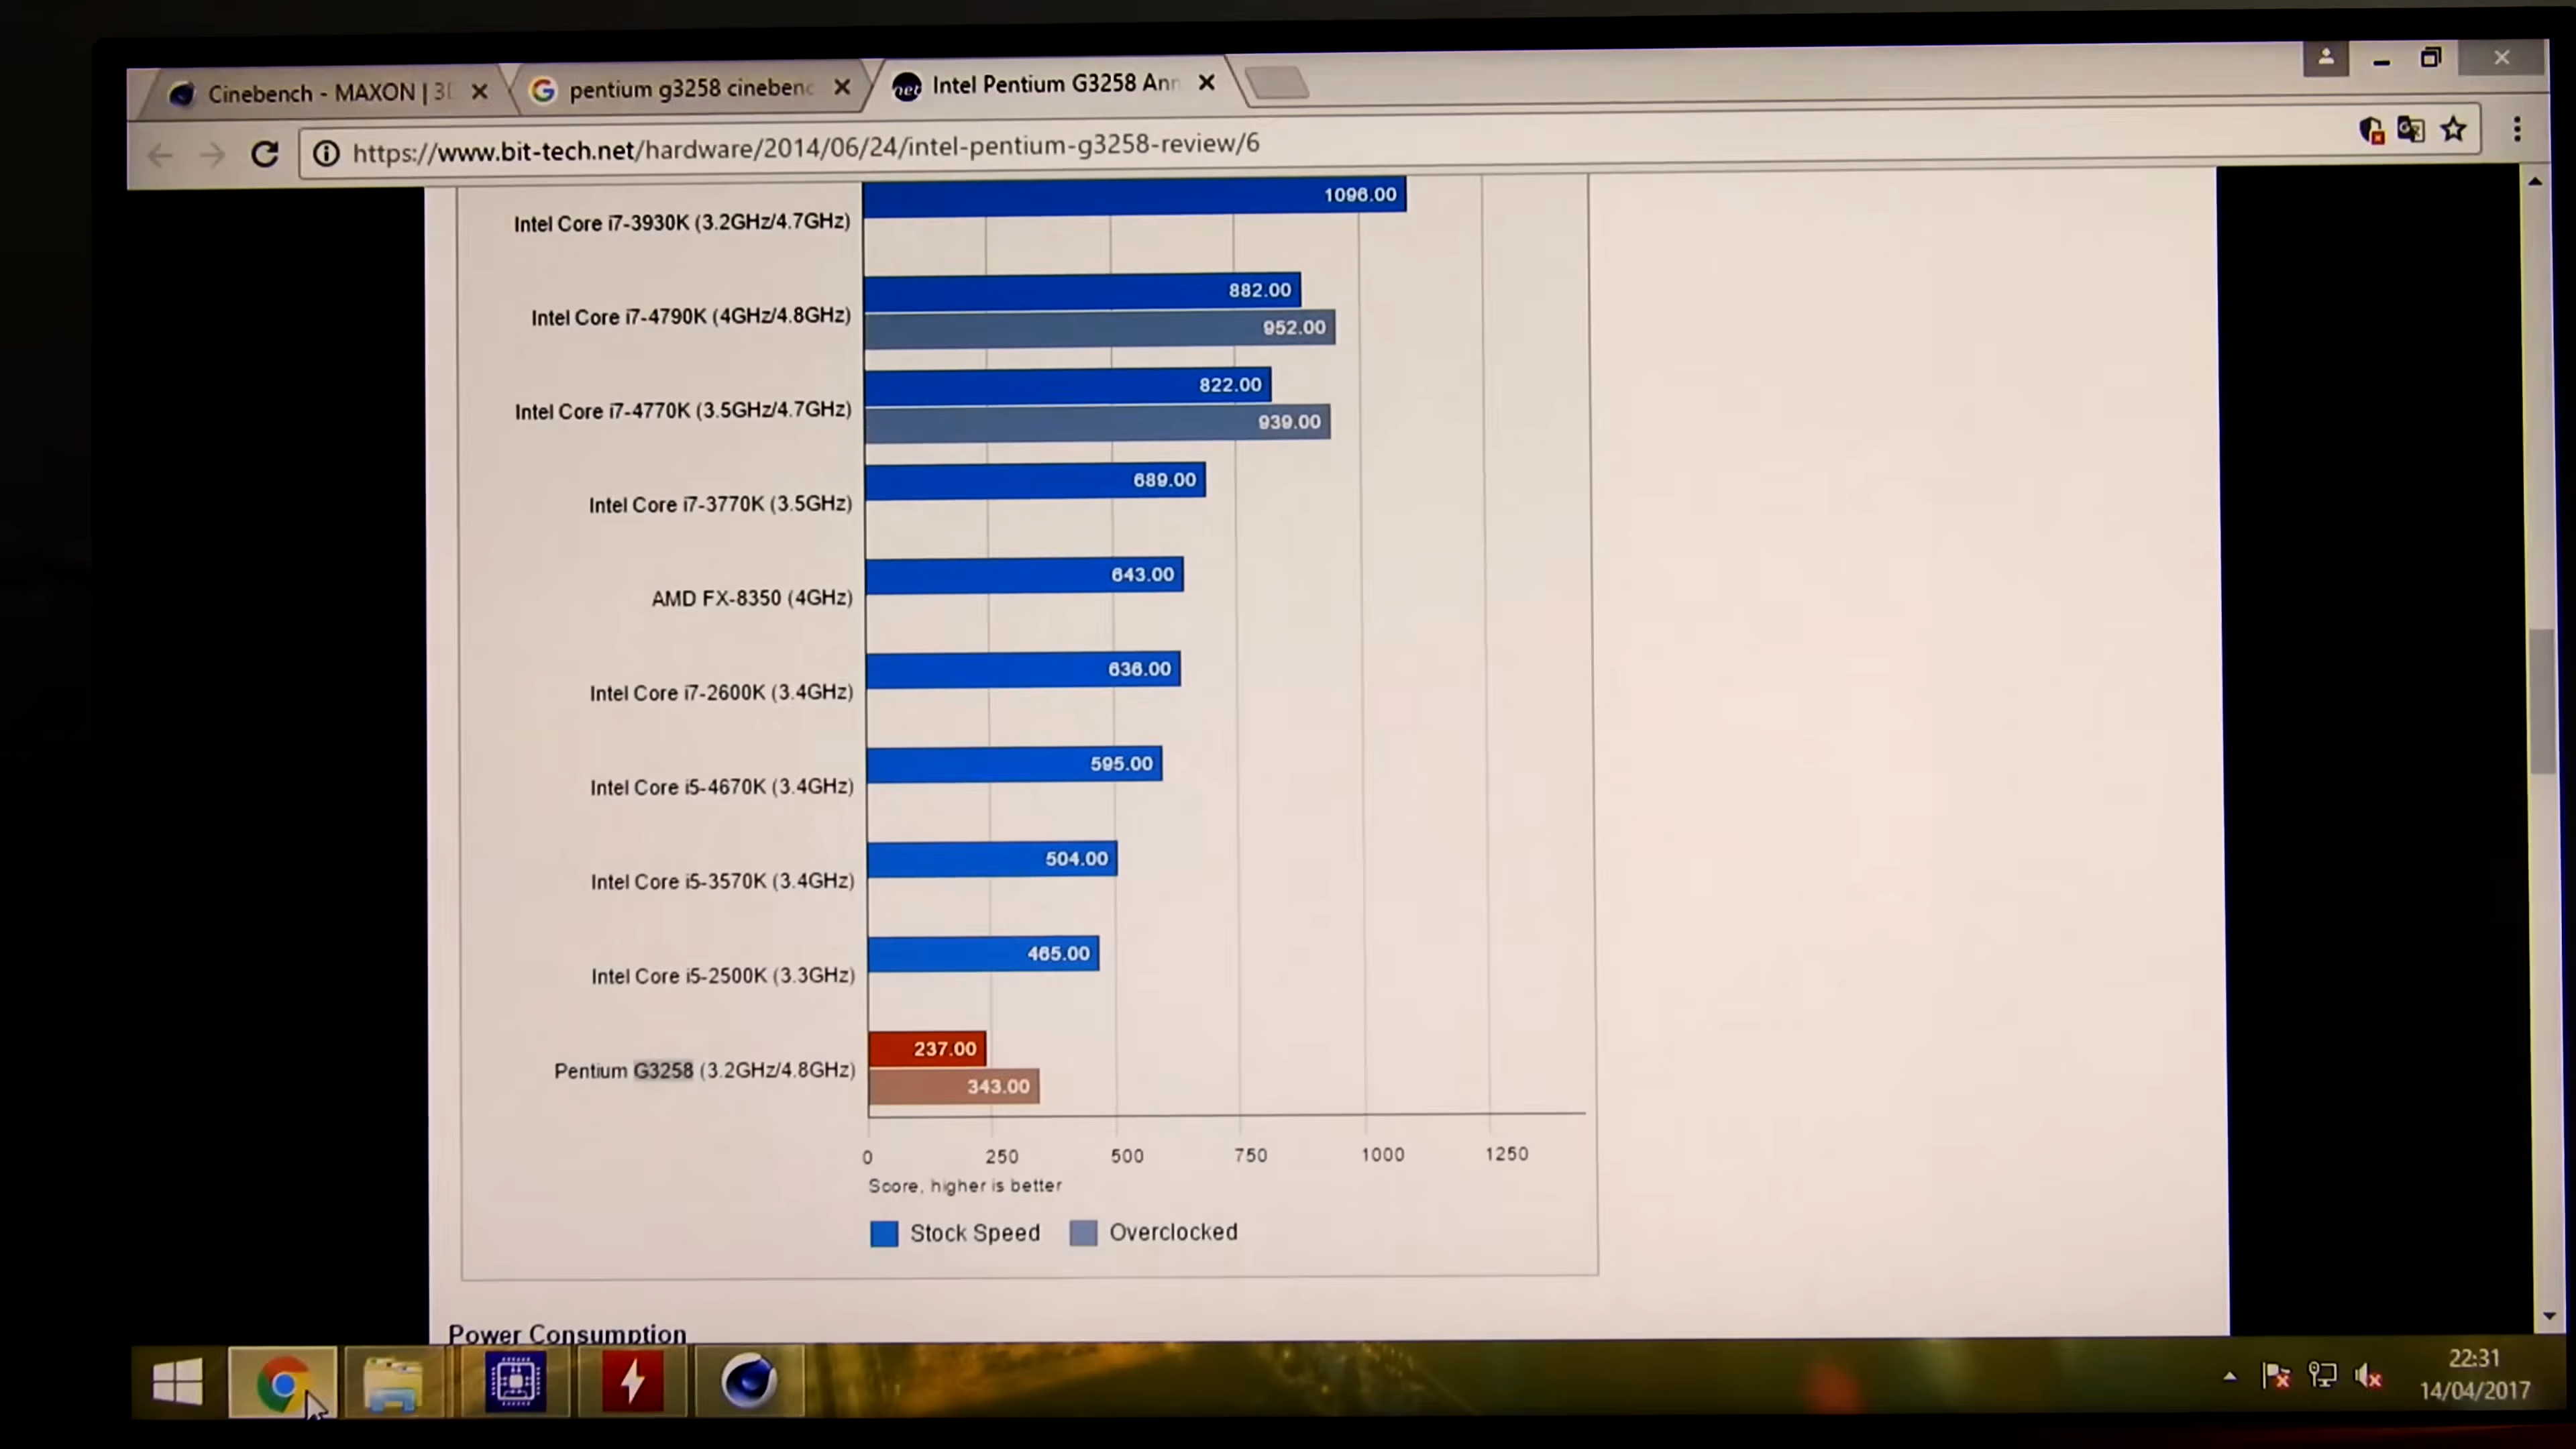 Cinebench - MAXON | 3
pentium g3258 cinebenc
Intel Pentium G3258 Ann
https://www.bit-tech.net/hardware/2014/06/24/intel-pentium-g3258-review/6
Intel Core i7-3930K (3.2GHz/4.7GHz)
1096.00
Intel Core i7-4790K (4GHz/4.8GHz)
882.00
952.00
Intel Core i7-4770K (3.5GHz/4.7GHz)
822.00
939.00
Intel Core i7-3770K (3.5GHz)
689.00
AMD FX-8350 (4GHz)
643.00
Intel Core i7-2600K (3.4GHz)
636.00
Intel Core i5-4670K (3.4GHz)
595.00
Intel Core i5-3570K (3.4GHz)
504.00
Intel Core i5-2500K (3.3GHz)
465.00
Pentium G3258 (3.2GHz/4.8GHz)
237.00
343.00
0 250 500 750 1000 1250
Score, higher is better
Stock Speed Overclocked
Power Consumption
22:31
14/04/2017